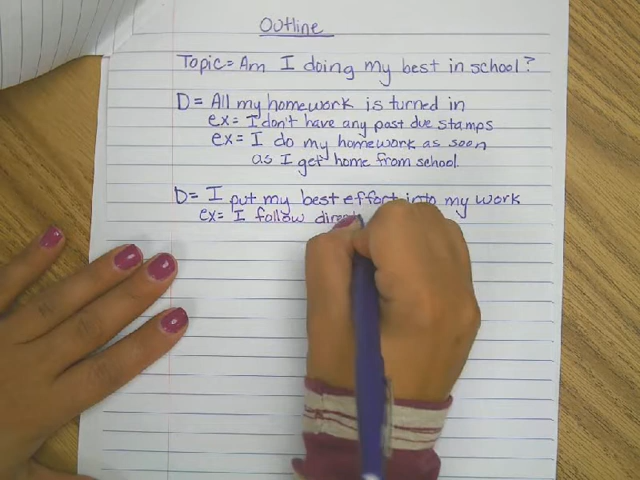 Outline
Topic = Am I doing my best in school?
D = All my homework is turned in
ex = I don't have any past due stamps
ex = I do my homework as soon
as I get home from school.
D = I put my best effort into my work
ex = I follow